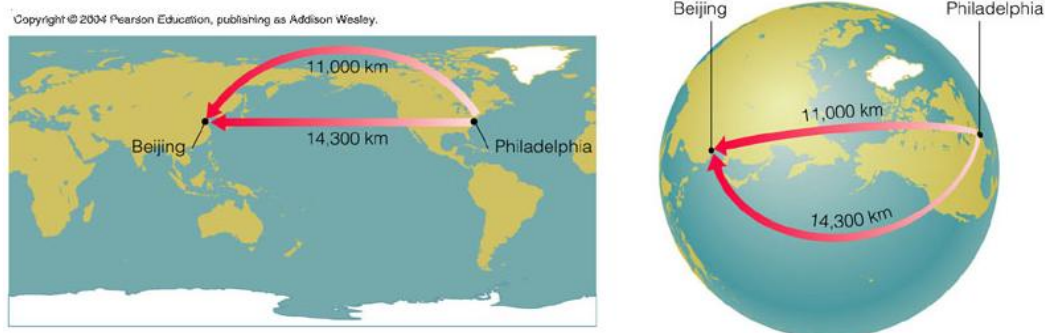 Copyright © 2004 Pearson Education, publishing as Addison Wesley.
11,000 km
Beijing
14,300 km
Philadelphia
Beijing
Philadelphia
11,000 km
14,300 km